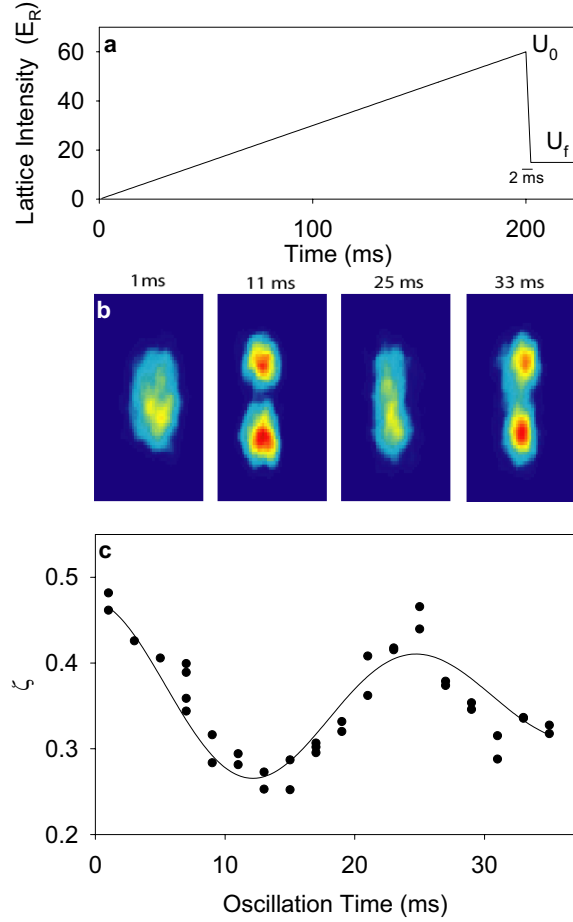 a
Lattice Intensity (E_R)
60
40
20
0
U_0
U_f
2 ms
0
100
200
Time (ms)
1ms
11 ms
25 ms
33 ms
b
c
ζ
0.5
0.4
0.3
0.2
0
10
20
30
Oscillation Time (ms)